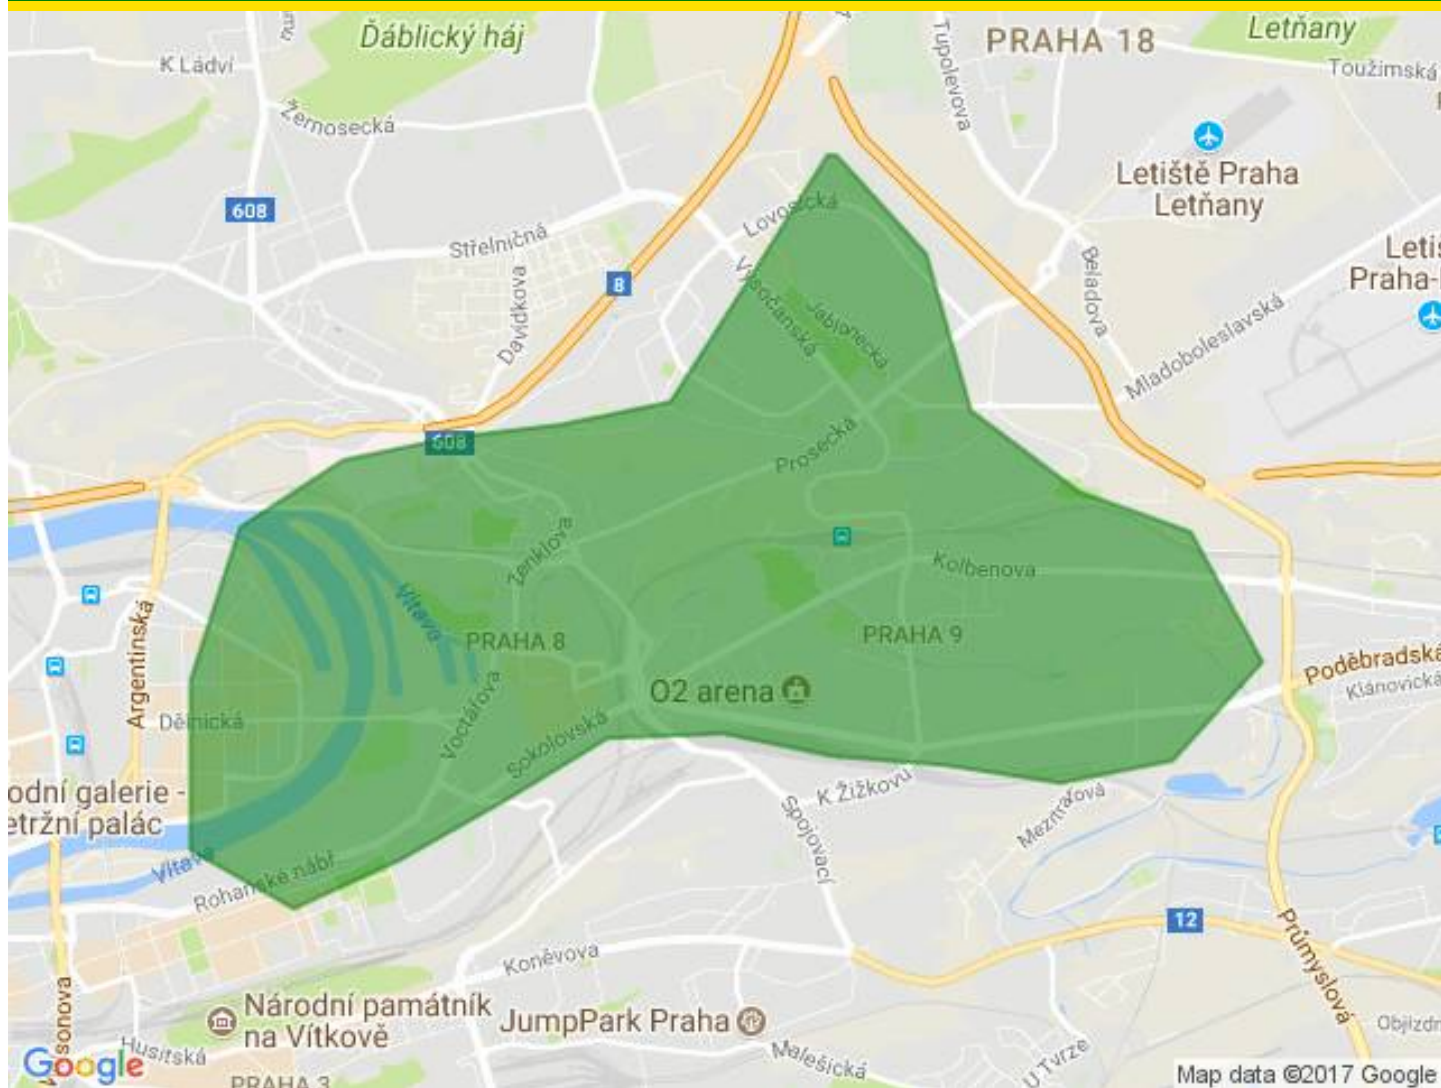 Ďáblický háj
PRAHA 18
Letňany
K Ládví
Tupolevova
Toužimská
Žernosecká
Letiště Praha
Letňany
608
Lovosická
Střelničná
Beladova
8
Vysočanská
Davídkova
Jablonecká
Mladoboleslavská
608
Prosecká
Zenklova
Kolbenova
Vltava
Argentinská
PRAHA 8
PRAHA 9
Poděbradská
Klánovická
O2 arena
Dělnická
Voctářova
Sokolovská
odní galerie -
etržní palác
K Žižkovu
Spojovací
Vltava
Rohanské nábř
12
Průmyslová
Koněvova
Národní památník
na Vítkově
JumpPark Praha
Husitská
Malešická
U Tvrze
Objízdn
PRAHA 3
Google
Map data ©2017 Google